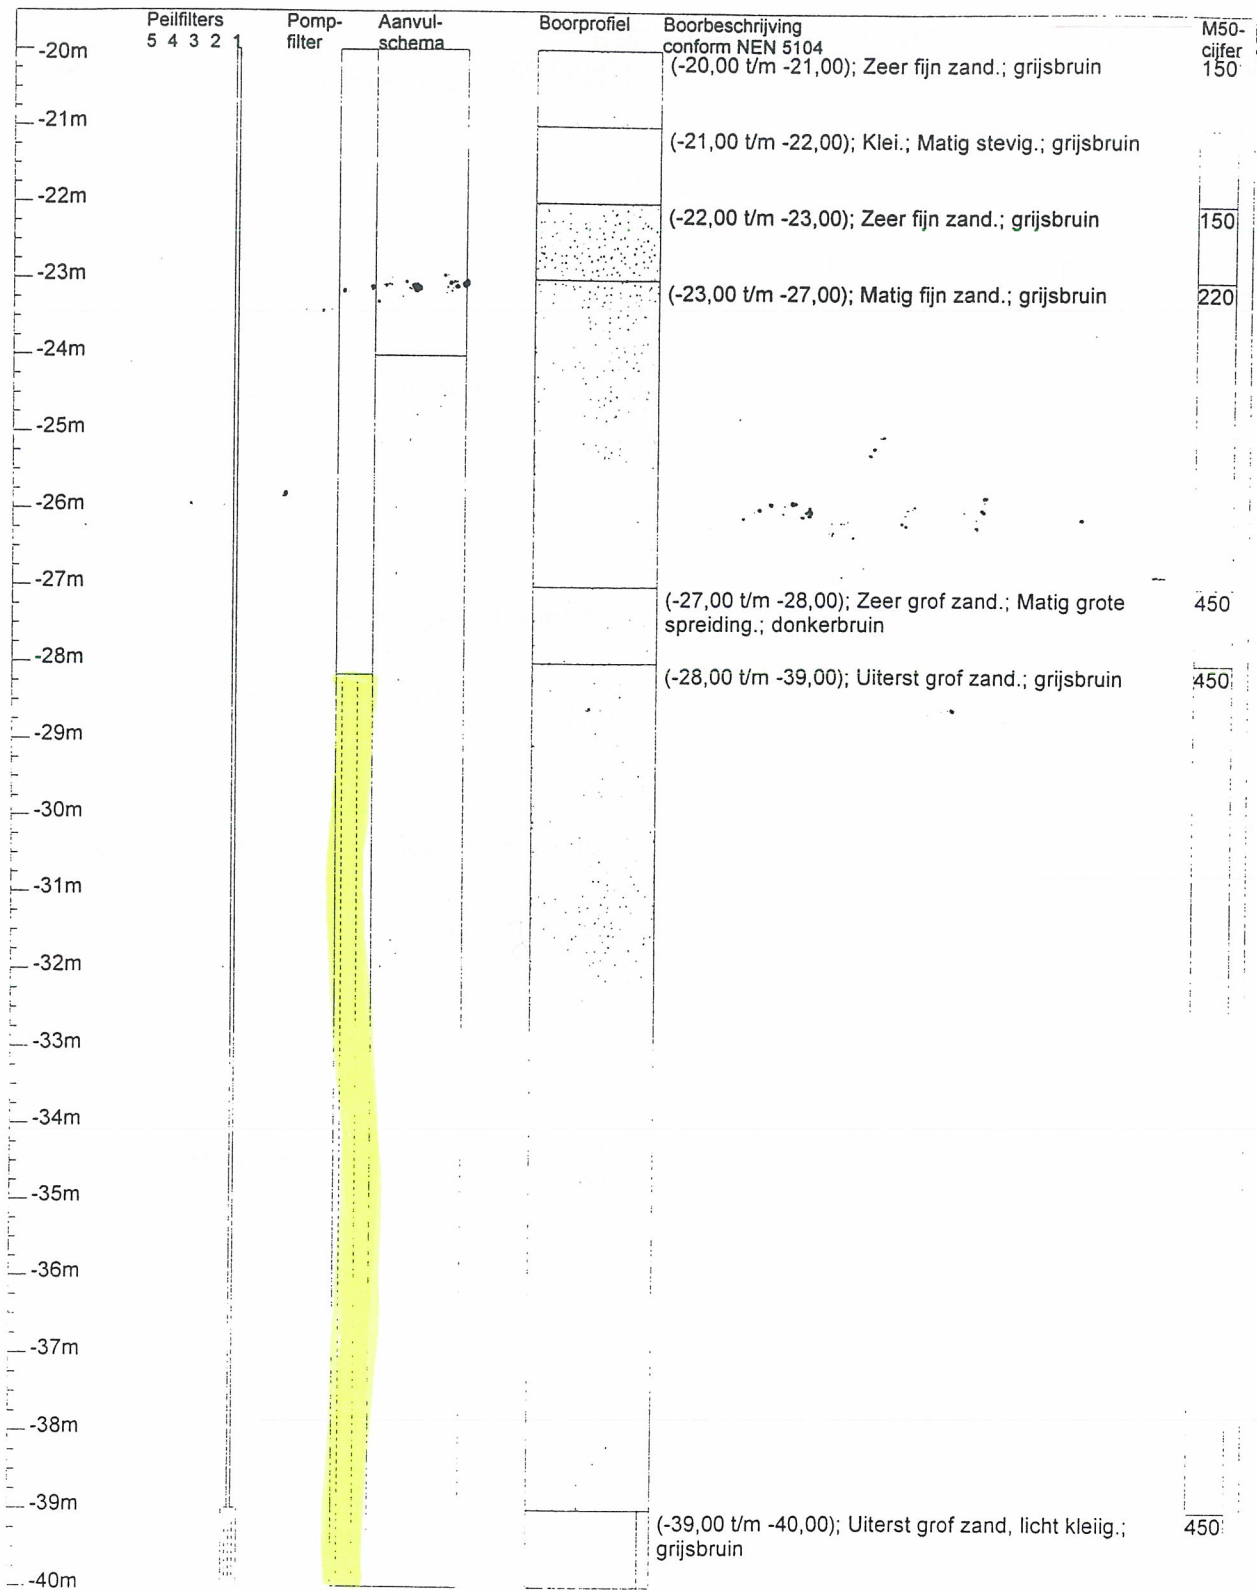 Peilfilters
5 4 3 2 1
Pomp-
filter
Aanvul-
schema
Boorprofiel
Boorbeschrijving
conform NEN 5104
M50-
cijfer
-20m
(-20,00 t/m -21,00); Zeer fijn zand.; grijsbruin
150
-21m
(-21,00 t/m -22,00); Klei.; Matig stevig.; grijsbruin
-22m
(-22,00 t/m -23,00); Zeer fijn zand.; grijsbruin
150
-23m
(-23,00 t/m -27,00); Matig fijn zand.; grijsbruin
220
-24m
-25m
-26m
-27m
(-27,00 t/m -28,00); Zeer grof zand.; Matig grote
spreiding.; donkerbruin
450
-28m
(-28,00 t/m -39,00); Uiterst grof zand.; grijsbruin
450
-29m
-30m
-31m
-32m
-33m
-34m
-35m
-36m
-37m
-38m
-39m
(-39,00 t/m -40,00); Uiterst grof zand, licht kleiig.;
grijsbruin
450
-40m